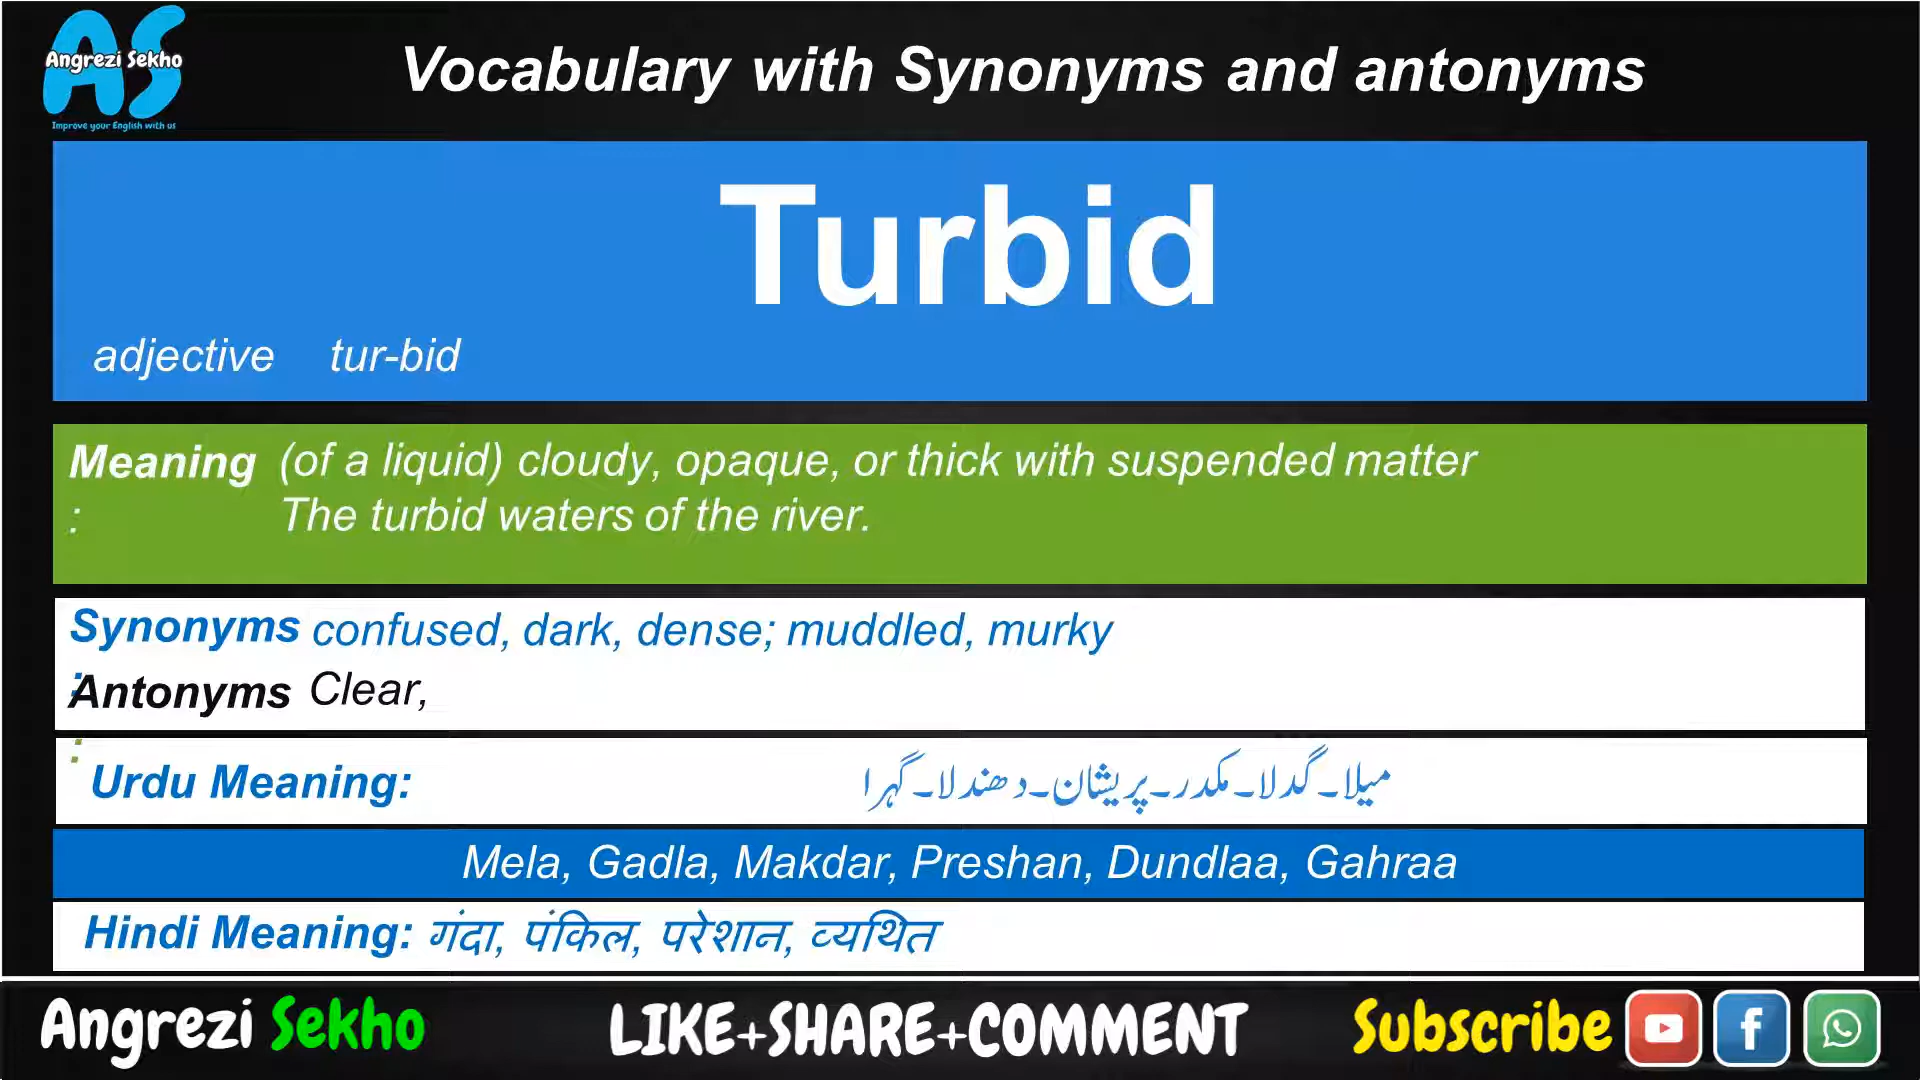 Angrezi Sekho
Improve your English with us
Vocabulary with Synonyms and antonyms
Turbid
adjective tur-bid
Meaning (of a liquid) cloudy, opaque, or thick with suspended matter
: The turbid waters of the river.
Synonyms confused, dark, dense; muddled, murky
:
Antonyms Clear,
:
Urdu Meaning: میلا۔گدلا۔مکدر۔پریشان۔دھندلا۔گہرا
Mela, Gadla, Makdar, Preshan, Dundlaa, Gahraa
Hindi Meaning: गंदा, पंकिल, परेशान, व्यथित
Angrezi Sekho LIKE+SHARE+COMMENT Subscribe